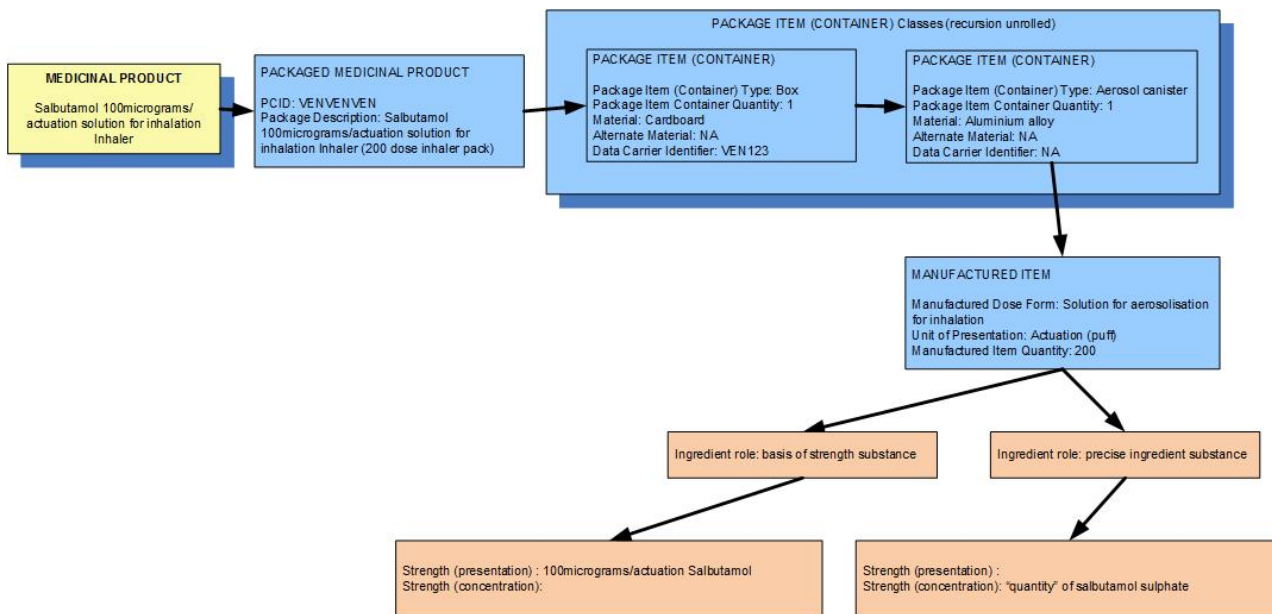 MEDICINAL PRODUCT
Salbutamol 100micrograms/
actuation solution for inhalation
Inhaler
PACKAGED MEDICINAL PRODUCT
PCID: VENVENVEN
Package Description: Salbutamol
100micrograms/actuation solution for
inhalation Inhaler (200 dose inhaler pack)
PACKAGE ITEM (CONTAINER) Classes (recursion unrolled)
PACKAGE ITEM (CONTAINER)
Package Item (Container) Type: Box
Package Item Container Quantity: 1
Material: Cardboard
Alternate Material: NA
Data Carrier Identifier: VEN123
PACKAGE ITEM (CONTAINER)
Package Item (Container) Type: Aerosol canister
Package Item Container Quantity: 1
Material: Aluminium alloy
Alternate Material: NA
Data Carrier Identifier: NA
MANUFACTURED ITEM
Manufactured Dose Form: Solution for aerosolisation
for inhalation
Unit of Presentation: Actuation (puff)
Manufactured Item Quantity: 200
Ingredient role: basis of strength substance
Ingredient role: precise ingredient substance
Strength (presentation) : 100micrograms/actuation Salbutamol
Strength (concentration):
Strength (presentation) :
Strength (concentration): “quantity” of salbutamol sulphate